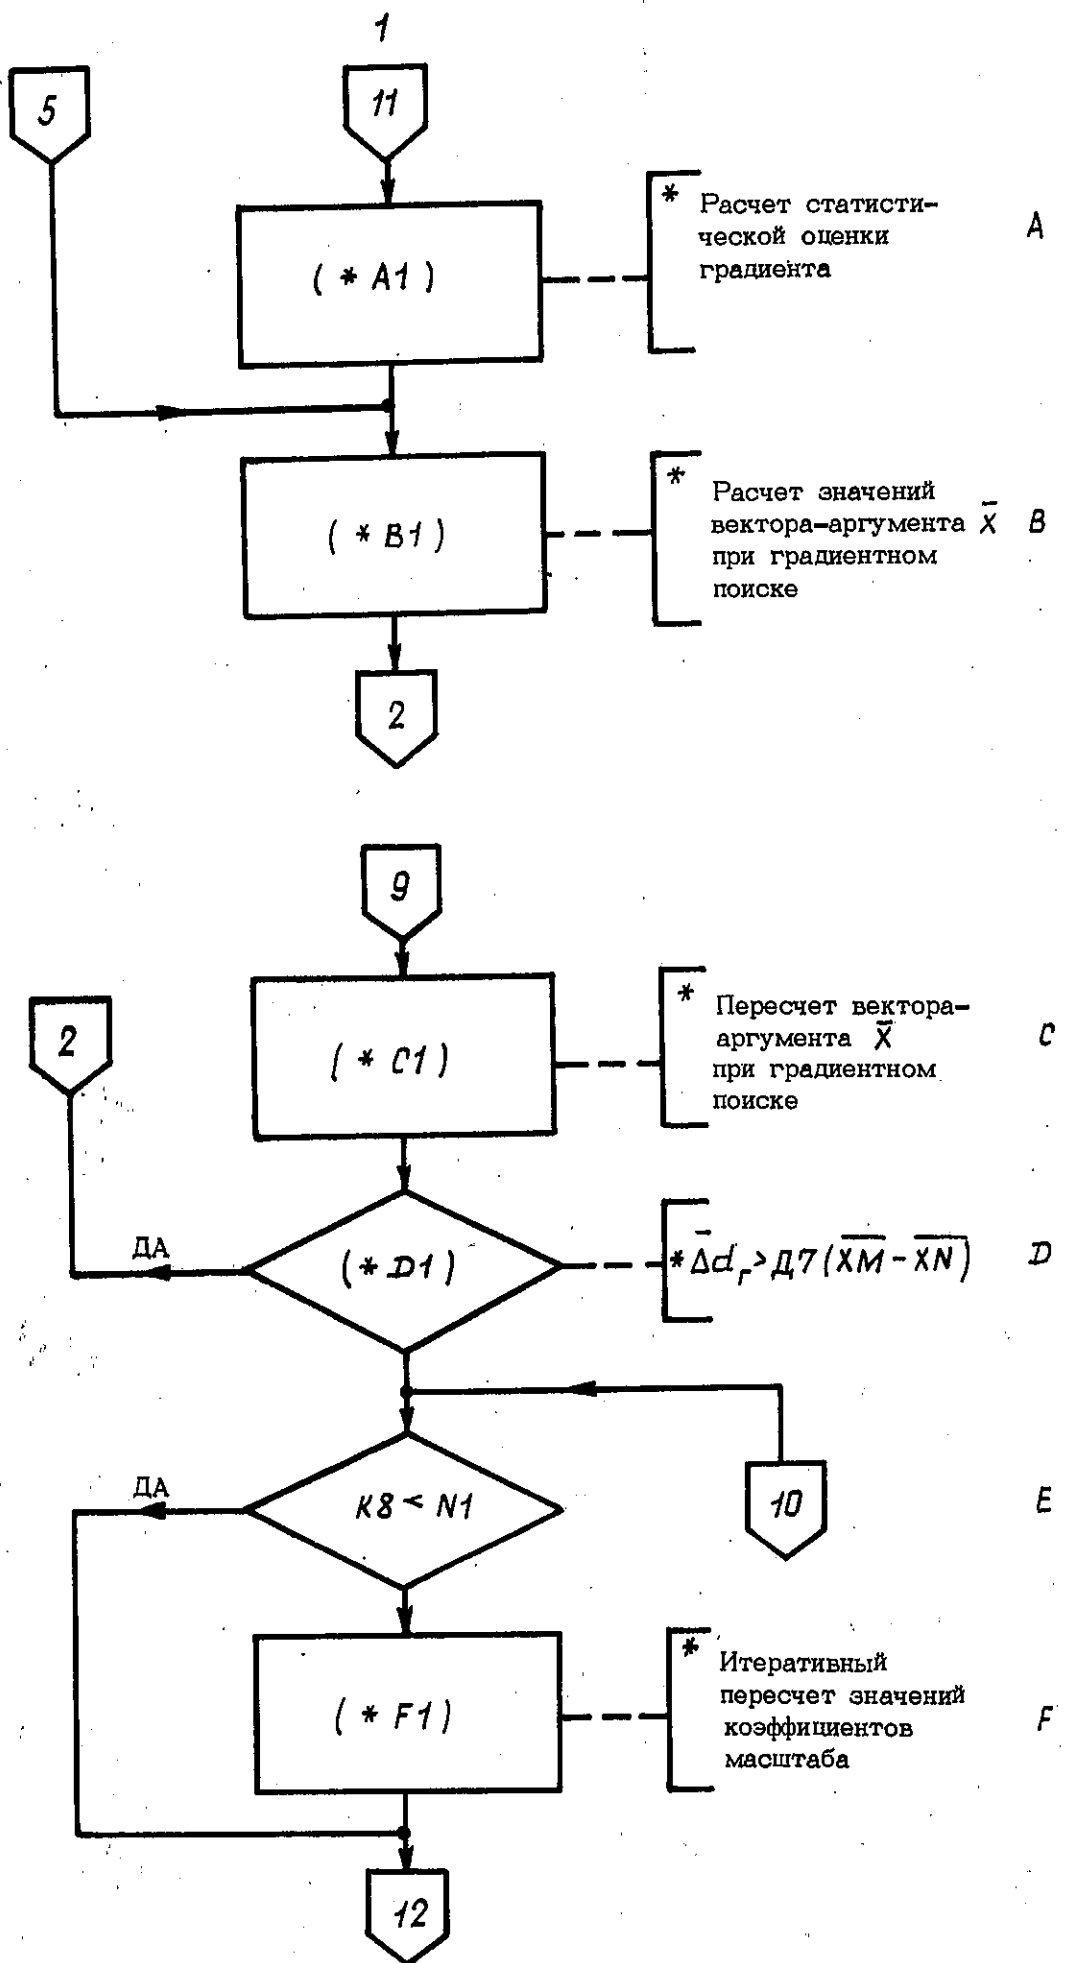 1
5
11
( * A1 )
* Расчет статисти-
ческой оценки
градиента
A
( * B1 )
* Расчет значений
вектора-аргумента X̄
при градиентном
поиске
B
2
9
2
( * C1 )
* Пересчет вектора-
аргумента X̄
при градиентном
поиске
C
ДА
( * D1 )
* Δ̄d_г > Д7 (X̅M̅ - X̅N̅)
D
ДА
K8 < N1
10
E
( * F1 )
* Итеративный
пересчет значений
коэффициентов
масштаба
F
12